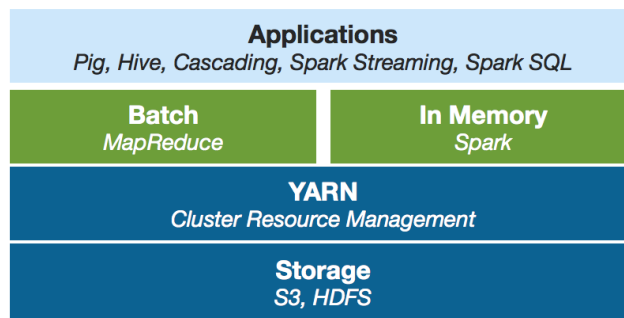 Applications
Pig, Hive, Cascading, Spark Streaming, Spark SQL
Batch
MapReduce
In Memory
Spark
YARN
Cluster Resource Management
Storage
S3, HDFS